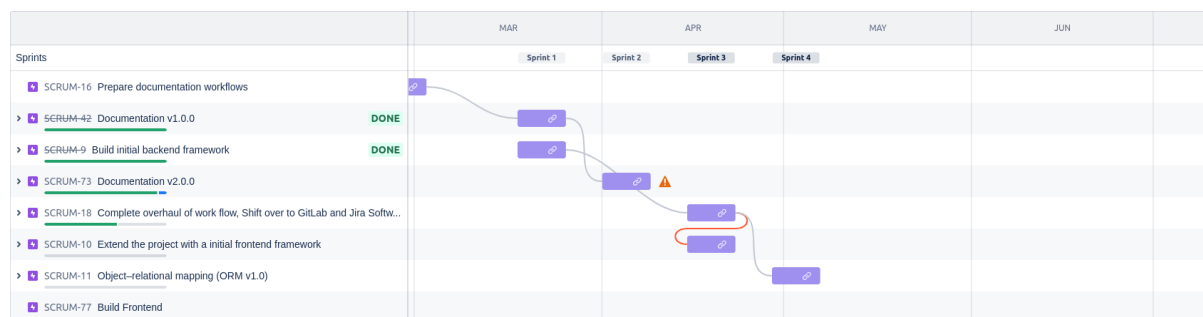 MAR APR MAY JUN
Sprints Sprint 1 Sprint 2 Sprint 3 Sprint 4
SCRUM-16 Prepare documentation workflows
SCRUM-42 Documentation v1.0.0 DONE
SCRUM-9 Build initial backend framework DONE
SCRUM-73 Documentation v2.0.0
SCRUM-18 Complete overhaul of work flow, Shift over to GitLab and Jira Softw...
SCRUM-10 Extend the project with a initial frontend framework
SCRUM-11 Object–relational mapping (ORM v1.0)
SCRUM-77 Build Frontend